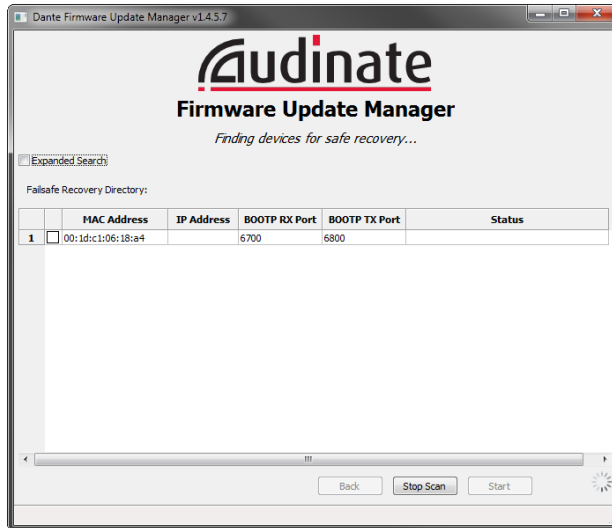 Dante Firmware Update Manager v1.4.5.7
Audinate
Firmware Update Manager
Finding devices for safe recovery...
Expanded Search
Failsafe Recovery Directory:
MAC Address IP Address BOOTP RX Port BOOTP TX Port Status
1 00:1d:c1:06:18:a4 6700 6800
Back Stop Scan Start